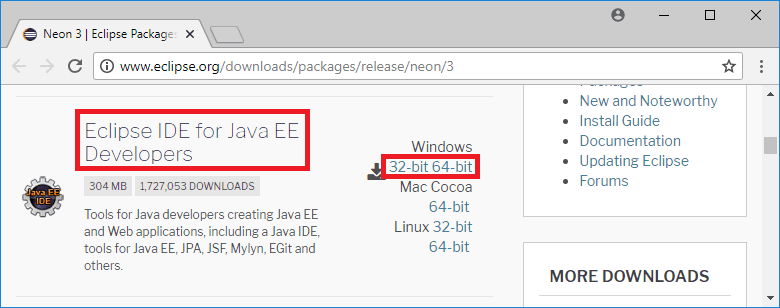 Neon 3 | Eclipse Packages
www.eclipse.org/downloads/packages/release/neon/3
Eclipse IDE for Java EE
Developers
304 MB 1,727,053 DOWNLOADS
Java EE
IDE
Tools for Java developers creating Java EE
and Web applications, including a Java IDE,
tools for Java EE, JPA, JSF, Mylyn, EGit and
others.
Windows
32-bit 64-bit
Mac Cocoa
64-bit
Linux 32-bit
64-bit
Packages
New and Noteworthy
Install Guide
Documentation
Updating Eclipse
Forums
MORE DOWNLOADS